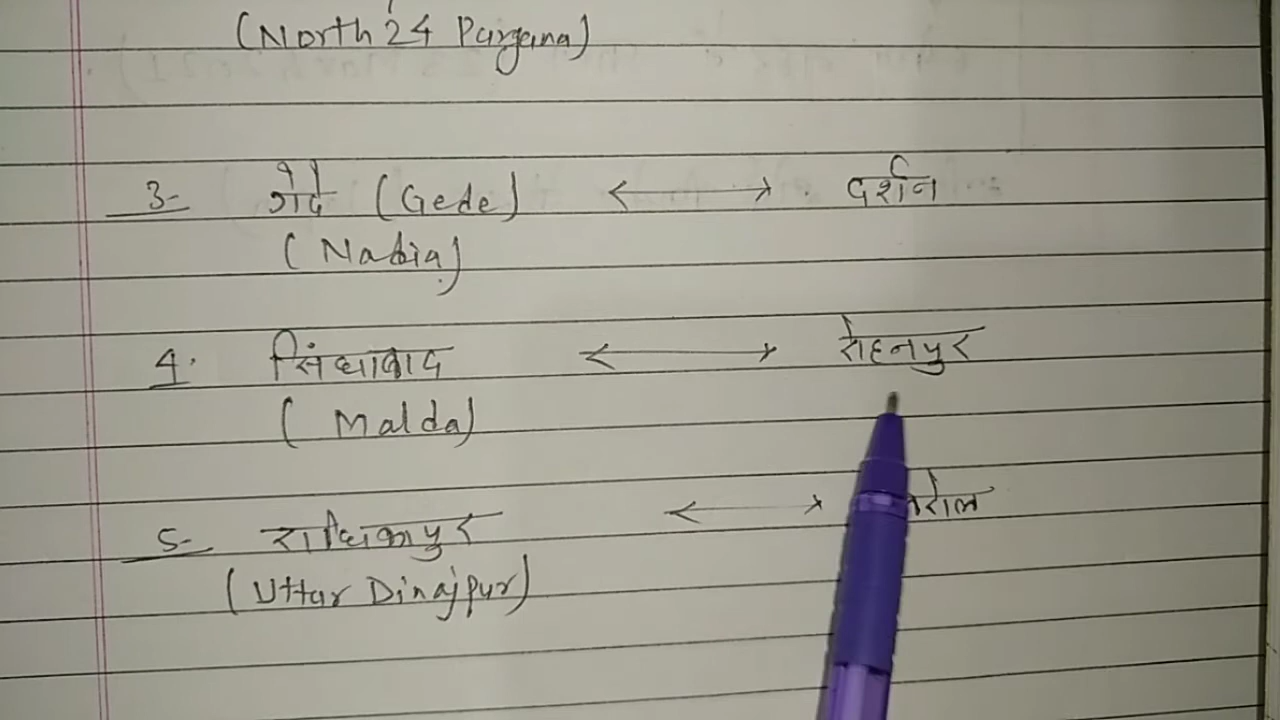 (North 24 Pargana)
3- गेदे (Gede) ←→ दर्शन
(Nadia)
4. सिंघाबाद ←→ रोहनपुर
(Malda)
5- राधिकापुर ←→
(Uttar Dinajpur)